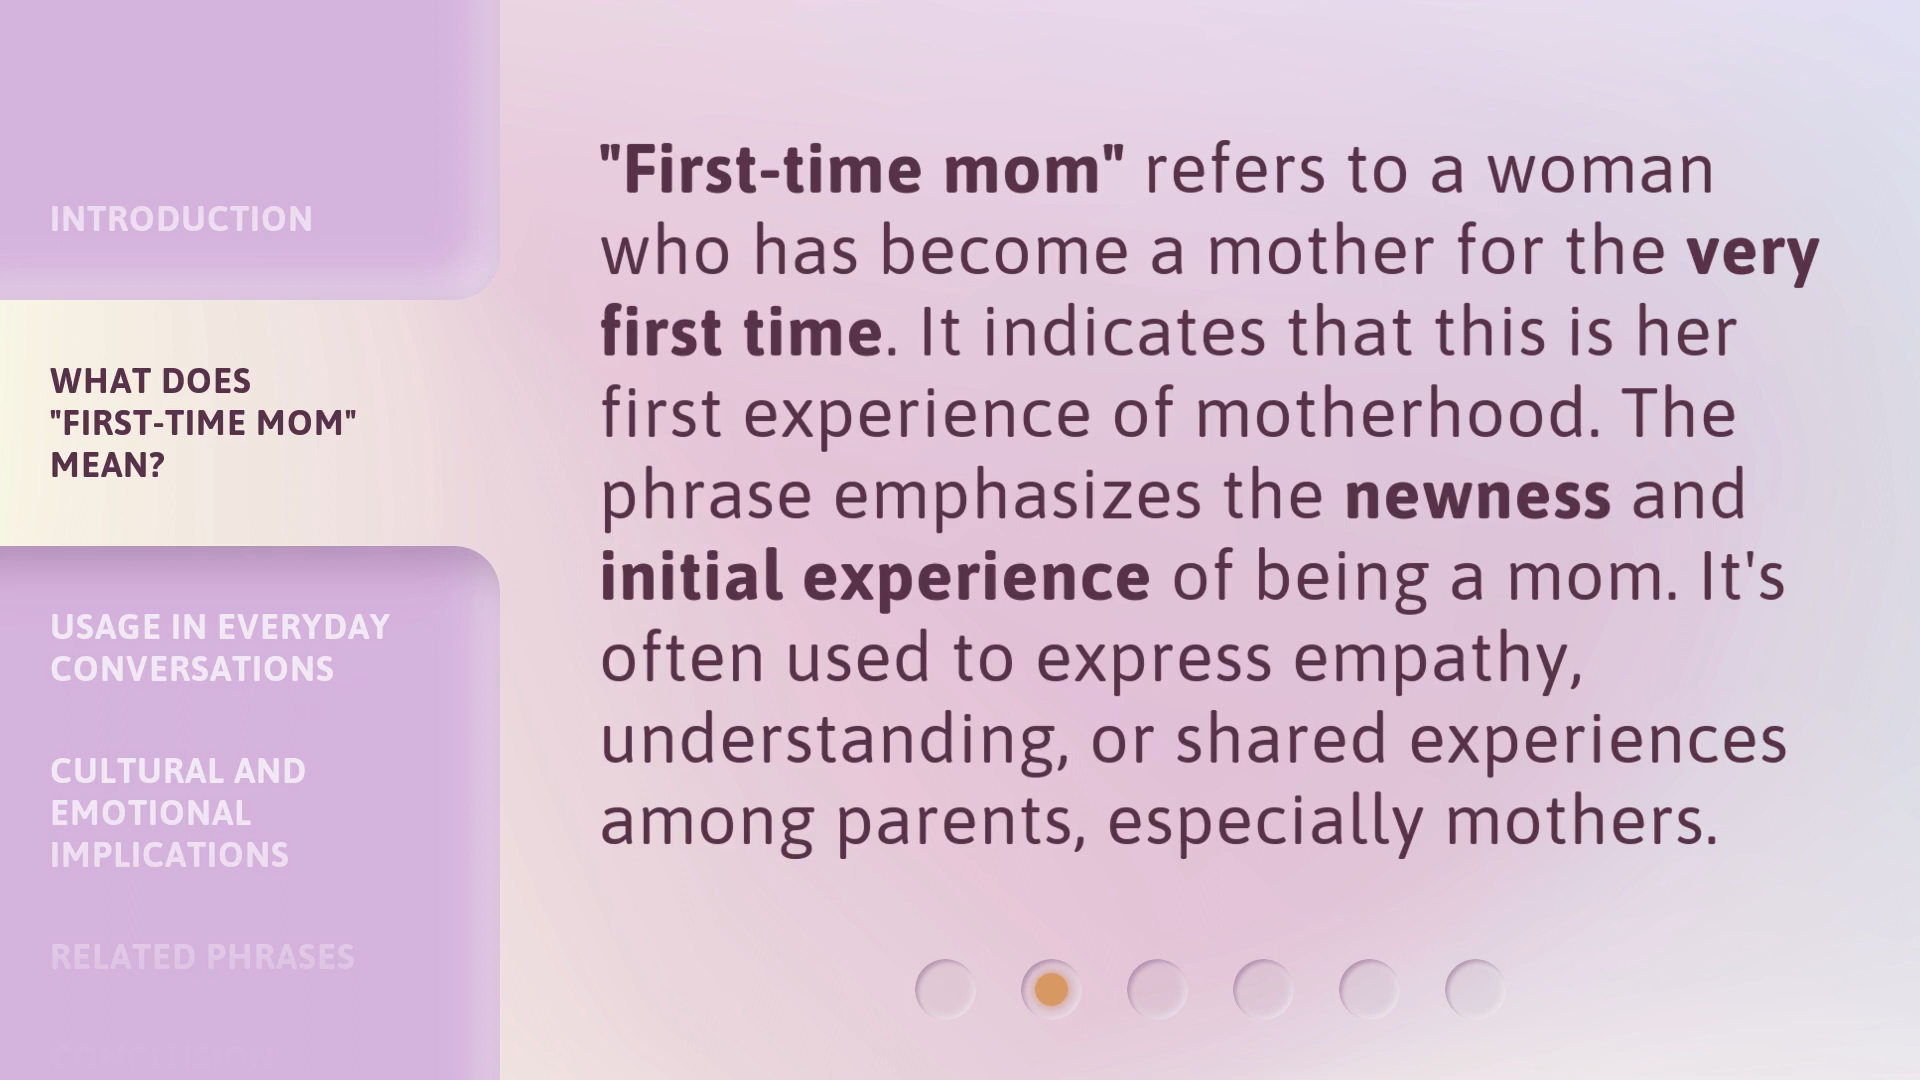 INTRODUCTION
WHAT DOES
"FIRST-TIME MOM"
MEAN?
USAGE IN EVERYDAY
CONVERSATIONS
CULTURAL AND
EMOTIONAL
IMPLICATIONS
RELATED PHRASES
CONCLUSION
"First-time mom" refers to a woman
who has become a mother for the very
first time. It indicates that this is her
first experience of motherhood. The
phrase emphasizes the newness and
initial experience of being a mom. It's
often used to express empathy,
understanding, or shared experiences
among parents, especially mothers.